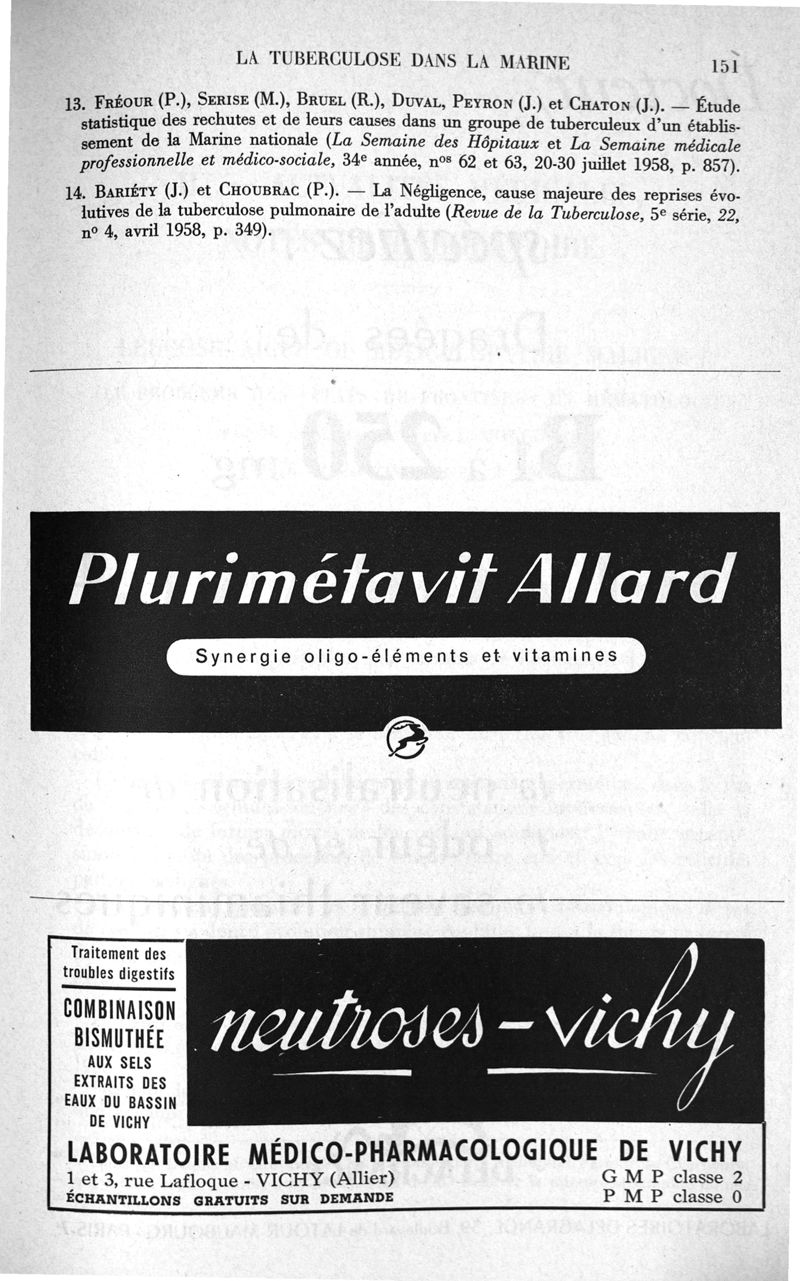 LA TUBERCULOSE DANS LA MARINE 151
13. FRÉOUR (P.), SERISE (M.), BRUEL (R.), DUVAL, PEYRON (J.) et CHATON (J.). — Étude
statistique des rechutes et de leurs causes dans un groupe de tuberculeux d'un établis-
sement de la Marine nationale (La Semaine des Hôpitaux et La Semaine médicale
professionnelle et médico-sociale, 34e année, nos 62 et 63, 20-30 juillet 1958, p. 857).
14. BARIÉTY (J.) et CHOUBRAC (P.). — La Négligence, cause majeure des reprises évo-
lutives de la tuberculose pulmonaire de l'adulte (Revue de la Tuberculose, 5e série, 22,
no 4, avril 1958, p. 349).
Plurimétavit Allard
Synergie oligo-éléments et vitamines
Traitement des
troubles digestifs
COMBINAISON
BISMUTHÉE
AUX SELS
EXTRAITS DES
EAUX DU BASSIN
DE VICHY
neutroses - vichy
LABORATOIRE MÉDICO-PHARMACOLOGIQUE DE VICHY
1 et 3, rue Lafloque - VICHY (Allier) G M P classe 2
ÉCHANTILLONS GRATUITS SUR DEMANDE P M P classe 0